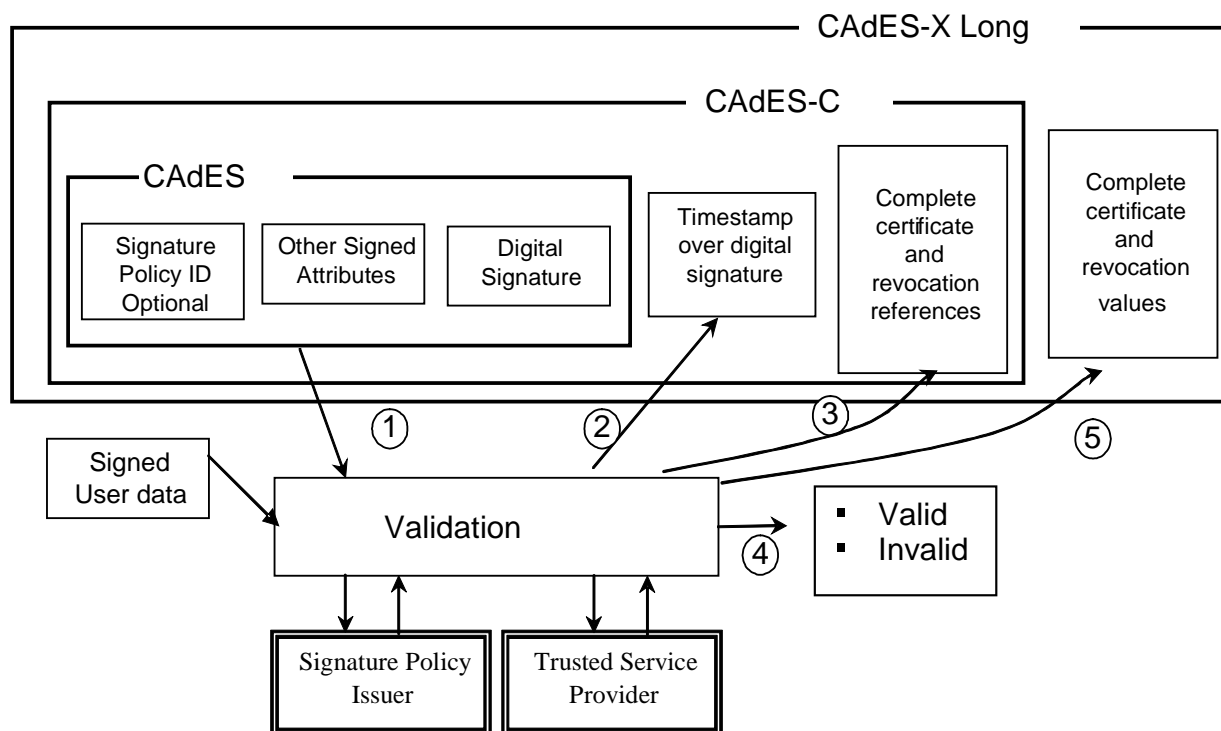 CAdES-X Long
CAdES-C
CAdES
Signature
Policy ID
Optional
Other Signed
Attributes
Digital
Signature
Timestamp
over digital
signature
Complete
certificate
and
revocation
references
Complete
certificate
and
revocation
values
1
2
3
5
Signed
User data
Validation
4
▪ Valid
▪ Invalid
Signature Policy
Issuer
Trusted Service
Provider